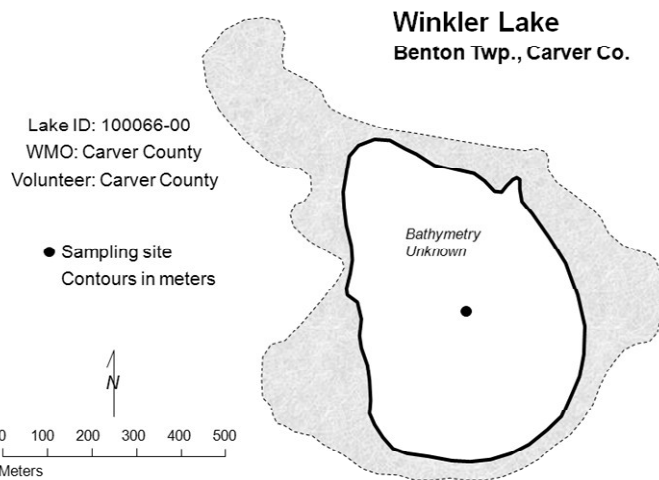 Winkler Lake
Benton Twp., Carver Co.
Lake ID: 100066-00
WMO: Carver County
Volunteer: Carver County
Sampling site
Contours in meters
Bathymetry
Unknown
N
0 100 200 300 400 500
Meters